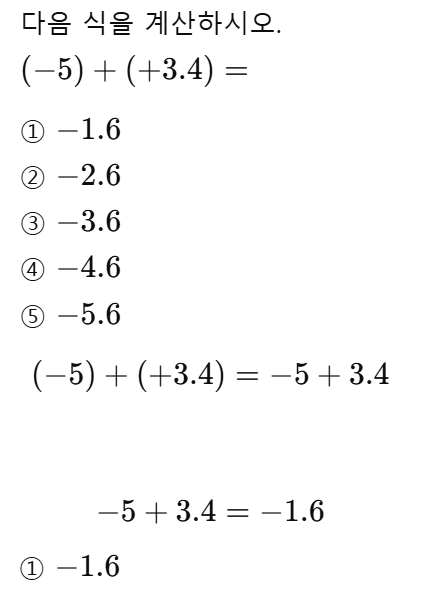 다음 식을 계산하시오.
(−5) + (+3.4) =
① −1.6
② −2.6
③ −3.6
④ −4.6
⑤ −5.6
(−5) + (+3.4) = −5 + 3.4
−5 + 3.4 = −1.6
① −1.6